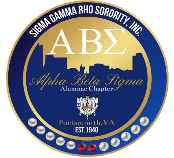 SIGMA GAMMA RHO SORORITY, INC
ΑΒΣ
Alpha Beta Sigma
Alumnae Chapter
Portsmouth, VA
EST. 1940